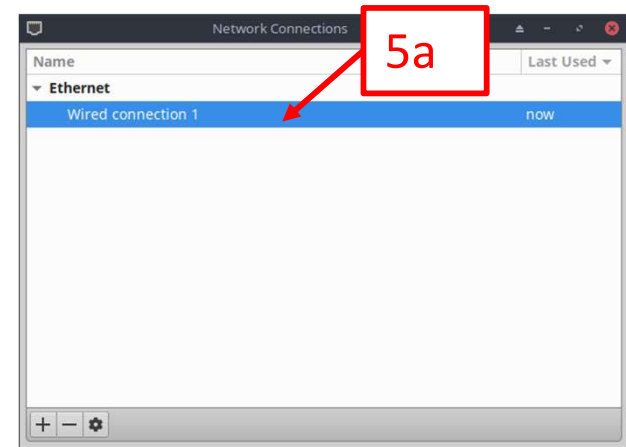 Network Connections
5a
Name Last Used
Ethernet
Wired connection 1 now